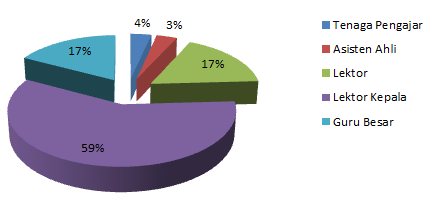 4%
3%
17%
17%
59%
Tenaga Pengajar
Asisten Ahli
Lektor
Lektor Kepala
Guru Besar